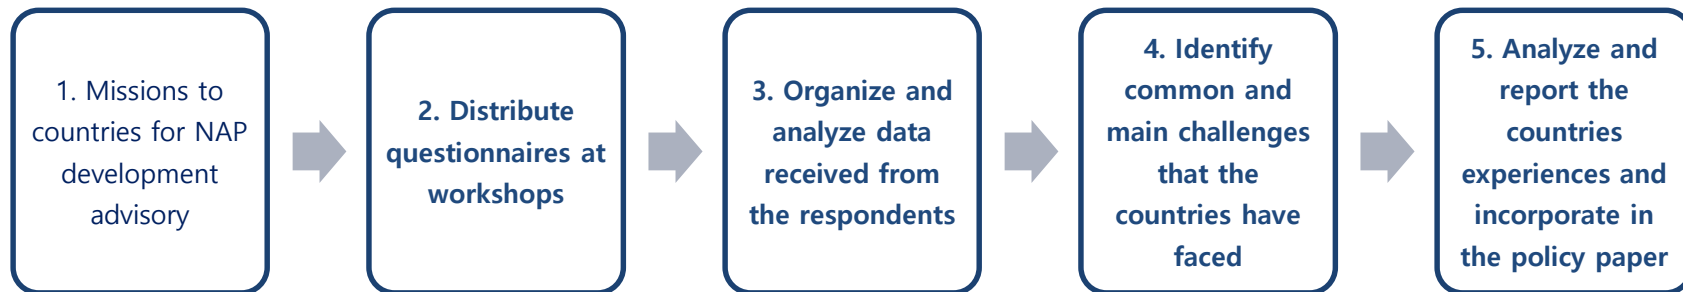 1. Missions to
countries for NAP
development
advisory
2. Distribute
questionnaires at
workshops
3. Organize and
analyze data
received from
the respondents
4. Identify
common and
main challenges
that the
countries have
faced
5. Analyze and
report the
countries
experiences and
incorporate in
the policy paper